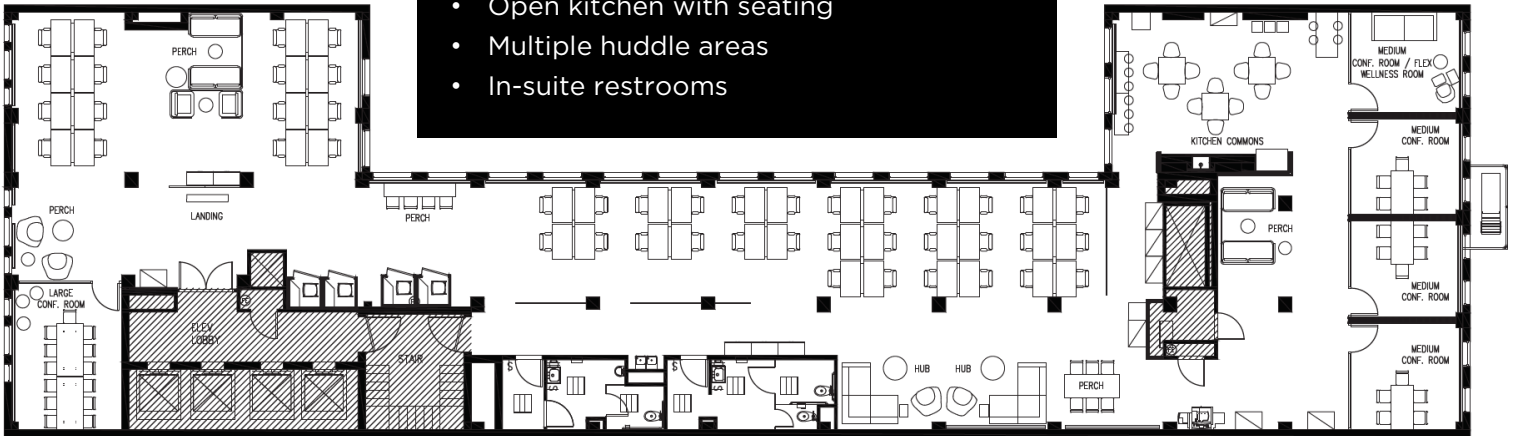 • Open kitchen with seating
• Multiple huddle areas
• In-suite restrooms
PERCH
MEDIUM
CONF. ROOM / FLEX
WELLNESS ROOM
KITCHEN COMMONS
MEDIUM
CONF. ROOM
PERCH
LANDING
PERCH
PERCH
LARGE
CONF. ROOM
MEDIUM
CONF. ROOM
ELEV
LOBBY
STAIR
MEDIUM
CONF. ROOM
HUB
HUB
PERCH